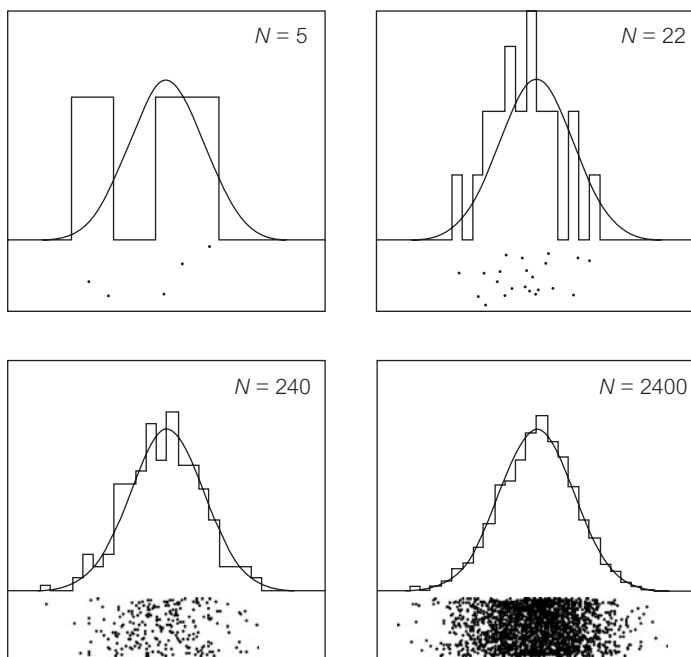 N = 5
N = 22
N = 240
N = 2400